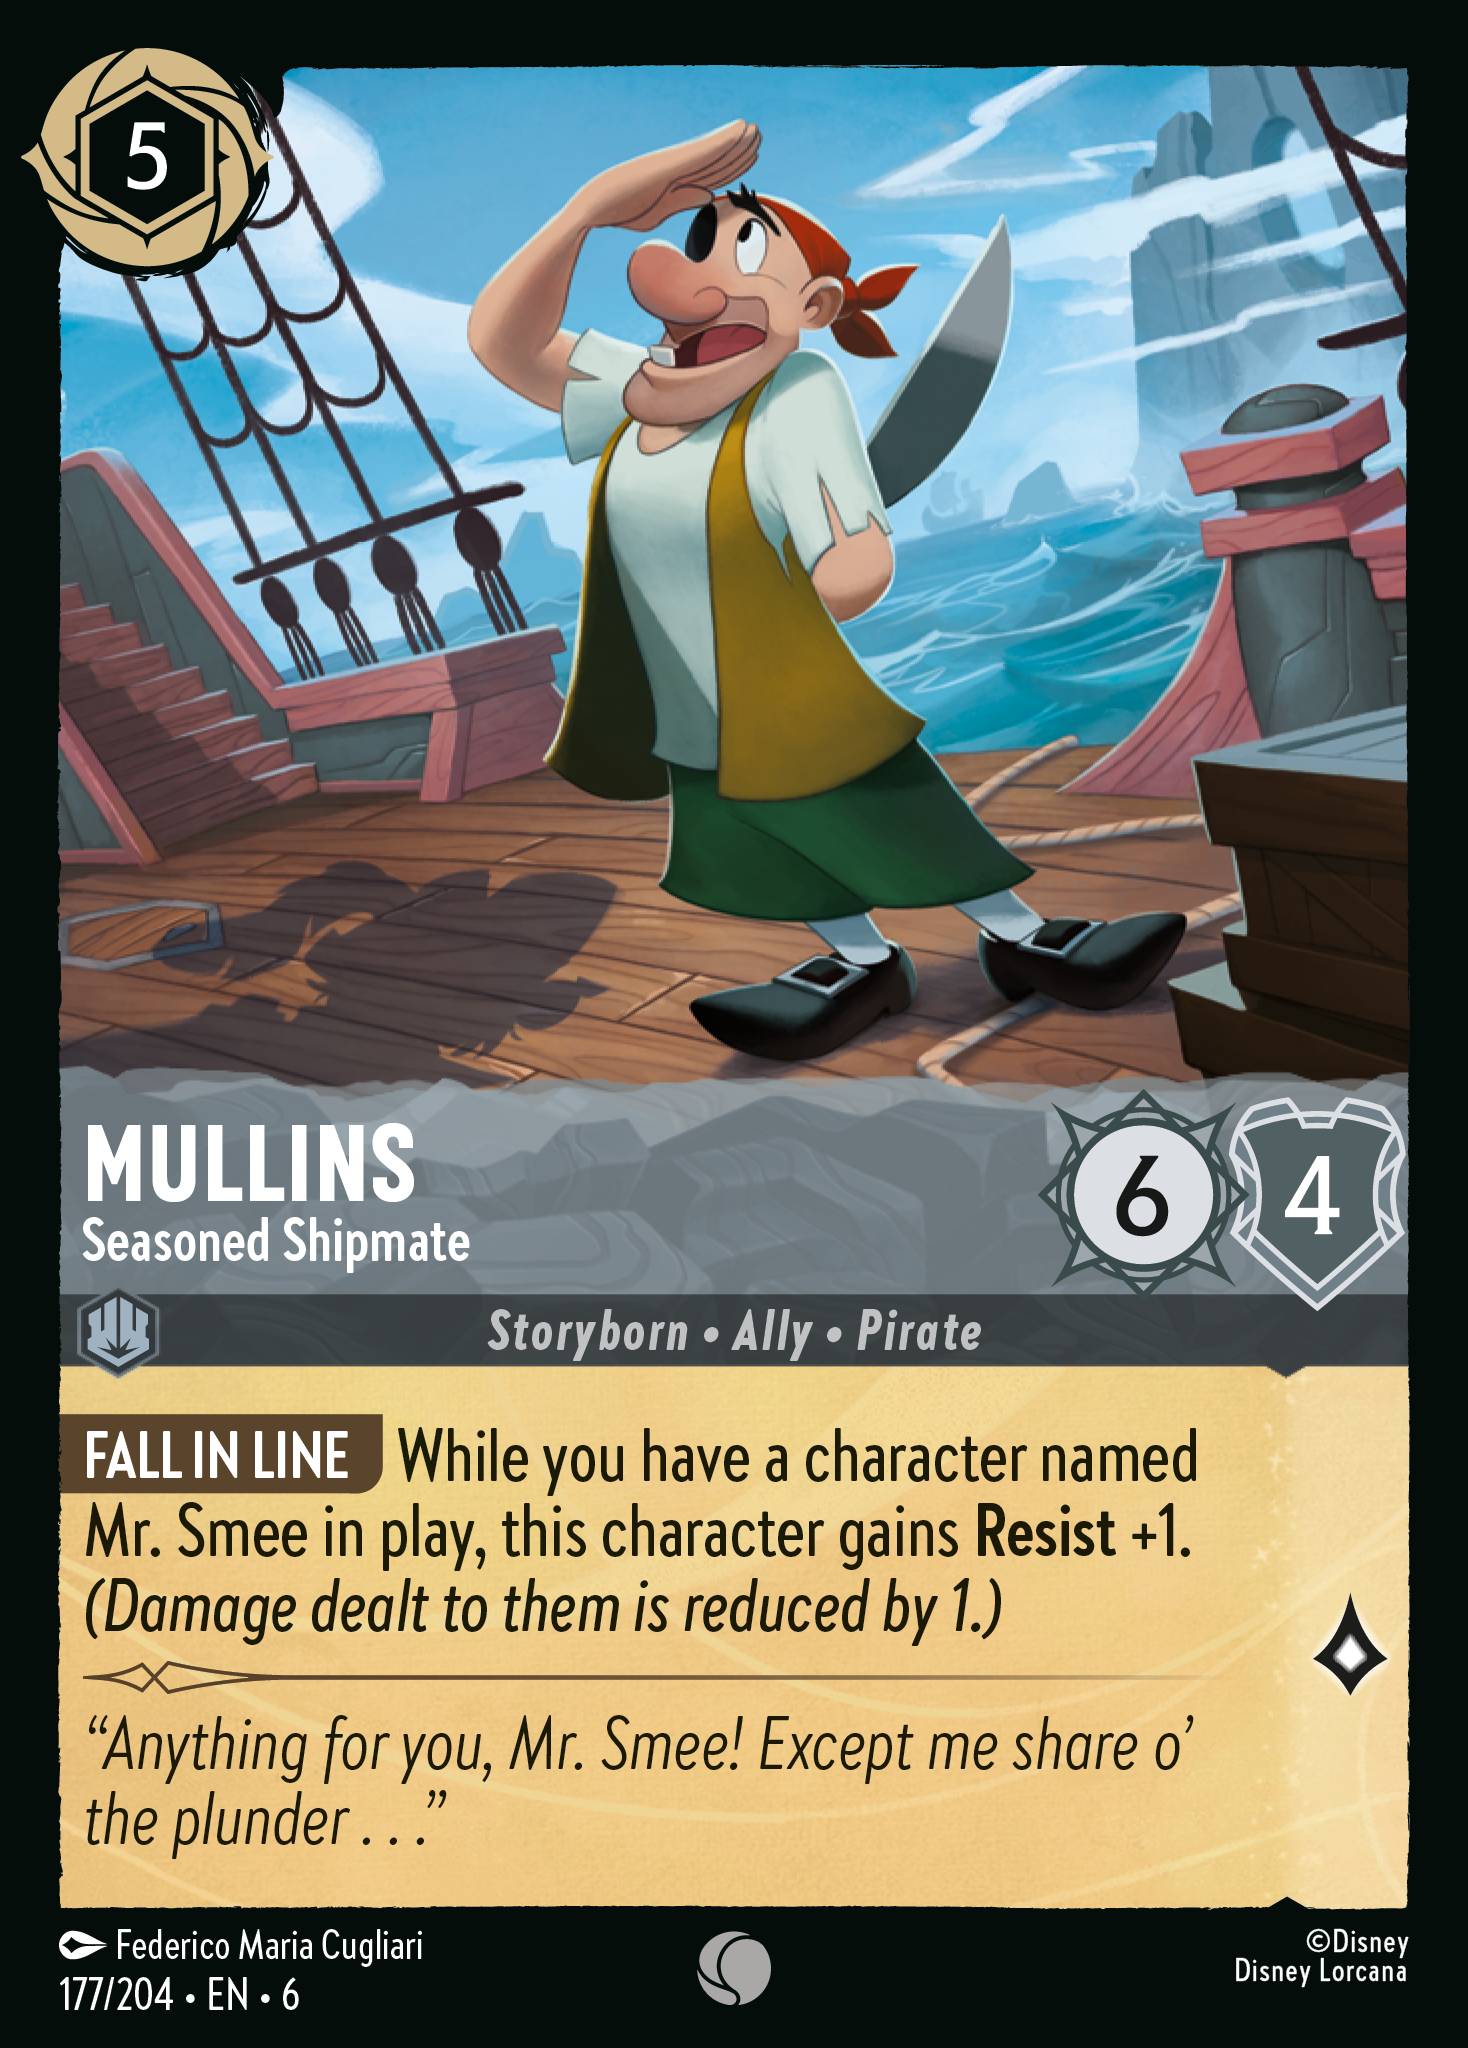 5
MULLINS
Seasoned Shipmate
6
4
Storyborn • Ally • Pirate
FALL IN LINE While you have a character named
Mr. Smee in play, this character gains Resist +1.
(Damage dealt to them is reduced by 1.)
“Anything for you, Mr. Smee! Except me share o’
the plunder . . .”
Federico Maria Cugliari
177/204 • EN • 6
©Disney
Disney Lorcana